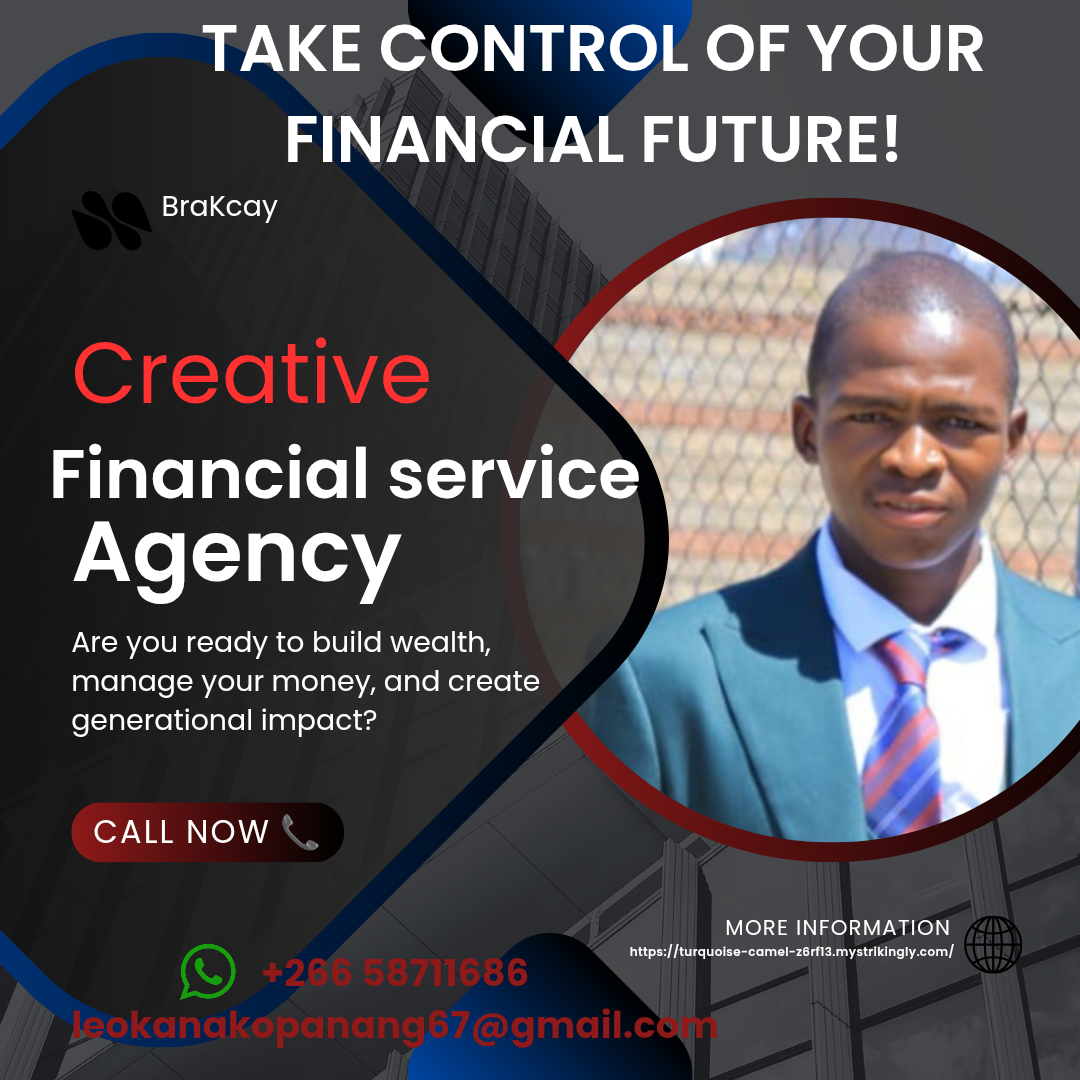 TAKE CONTROL OF YOUR
FINANCIAL FUTURE!
BraKcay
Creative
Financial service
Agency
Are you ready to build wealth,
manage your money, and create
generational impact?
CALL NOW
MORE INFORMATION
https://turquoise-camel-z6rf13.mystrikingly.com/
+266 58711686
leokanakopanang67@gmail.com